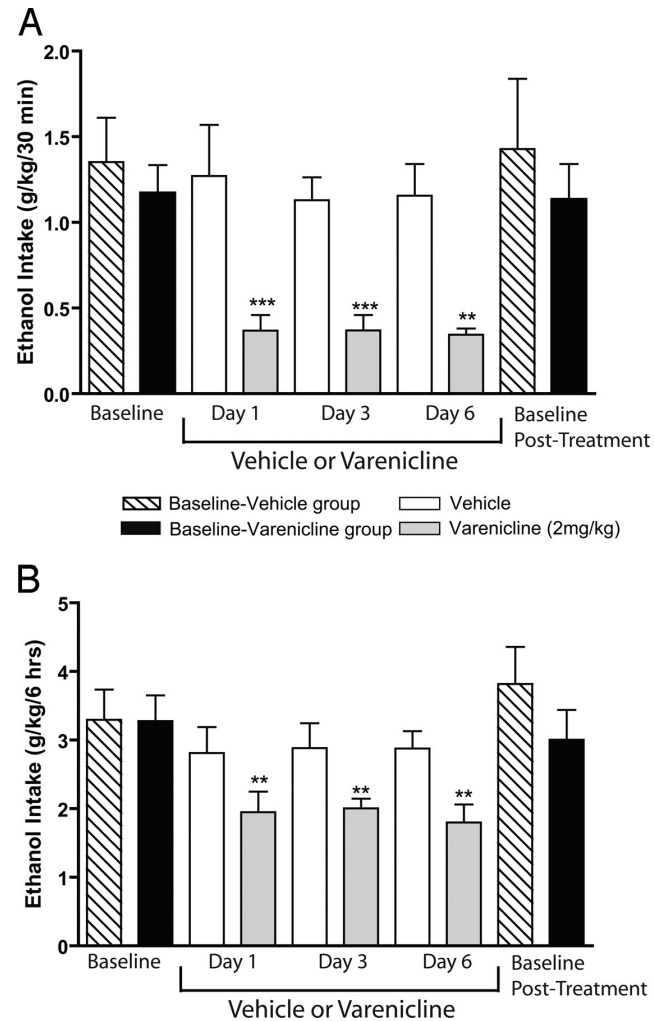 A
2.0
1.5
1.0
0.5
0.0
Ethanol Intake (g/kg/30 min)
***
***
**
Baseline
Day 1
Day 3
Day 6
Baseline
Post-Treatment
Vehicle or Varenicline
Baseline-Vehicle group
Vehicle
Baseline-Varenicline group
Varenicline (2mg/kg)
B
5
4
3
2
1
0
Ethanol Intake (g/kg/6 hrs)
**
**
**
Baseline
Day 1
Day 3
Day 6
Baseline
Post-Treatment
Vehicle or Varenicline